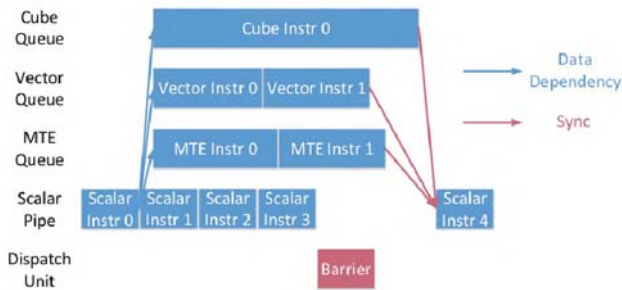 Cube
Queue
Cube Instr 0
Vector
Queue
Vector Instr 0
Vector Instr 1
Data
Dependency
Sync
MTE
Queue
MTE Instr 0
MTE Instr 1
Scalar
Pipe
Scalar
Instr 0
Scalar
Instr 1
Scalar
Instr 2
Scalar
Instr 3
Scalar
Instr 4
Dispatch
Unit
Barrier